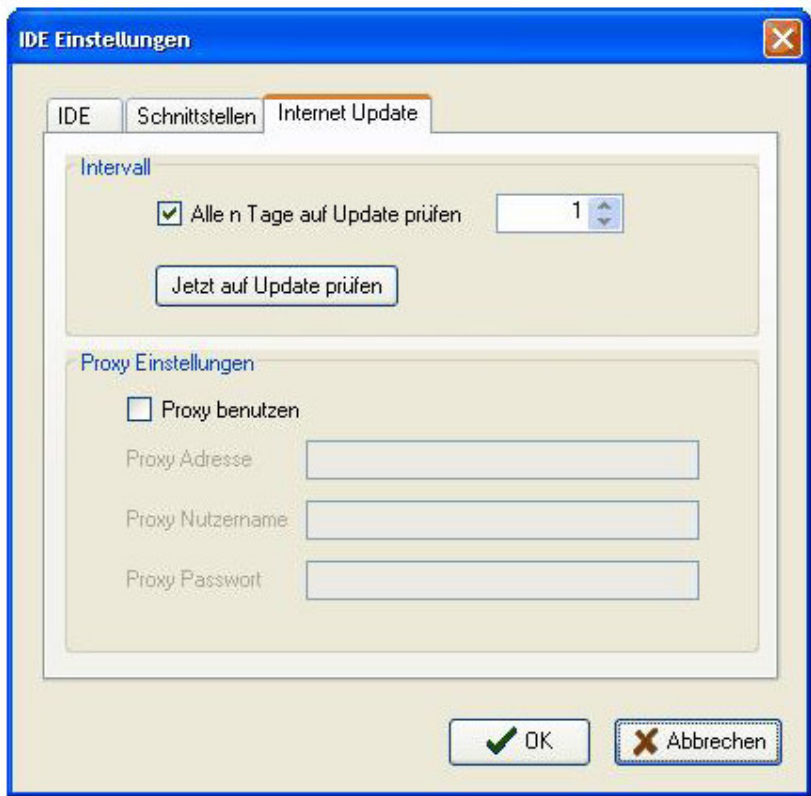 IDE Einstellungen
IDE Schnittstellen Internet Update
Intervall
Alle n Tage auf Update prüfen 1
Jetzt auf Update prüfen
Proxy Einstellungen
Proxy benutzen
Proxy Adresse
Proxy Nutzername
Proxy Passwort
OK Abbrechen